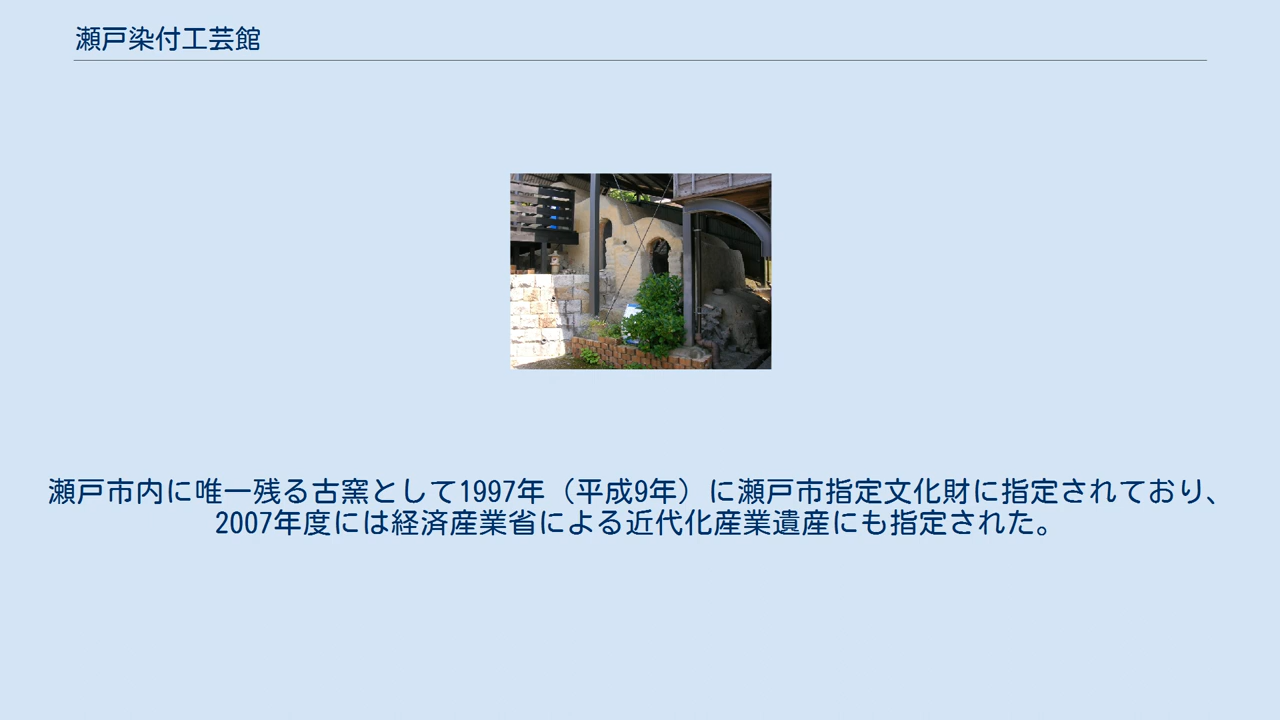 瀬戸染付工芸館
瀬戸市内に唯一残る古窯として1997年（平成9年）に瀬戸市指定文化財に指定されており、
2007年度には経済産業省による近代化産業遺産にも指定された。